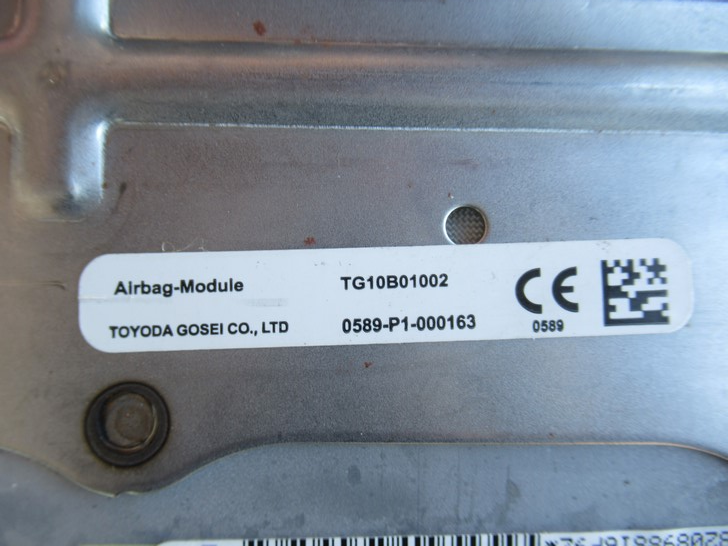 Airbag-Module TG10B01002
TOYODA GOSEI CO., LTD 0589-P1-000163
CE
0589